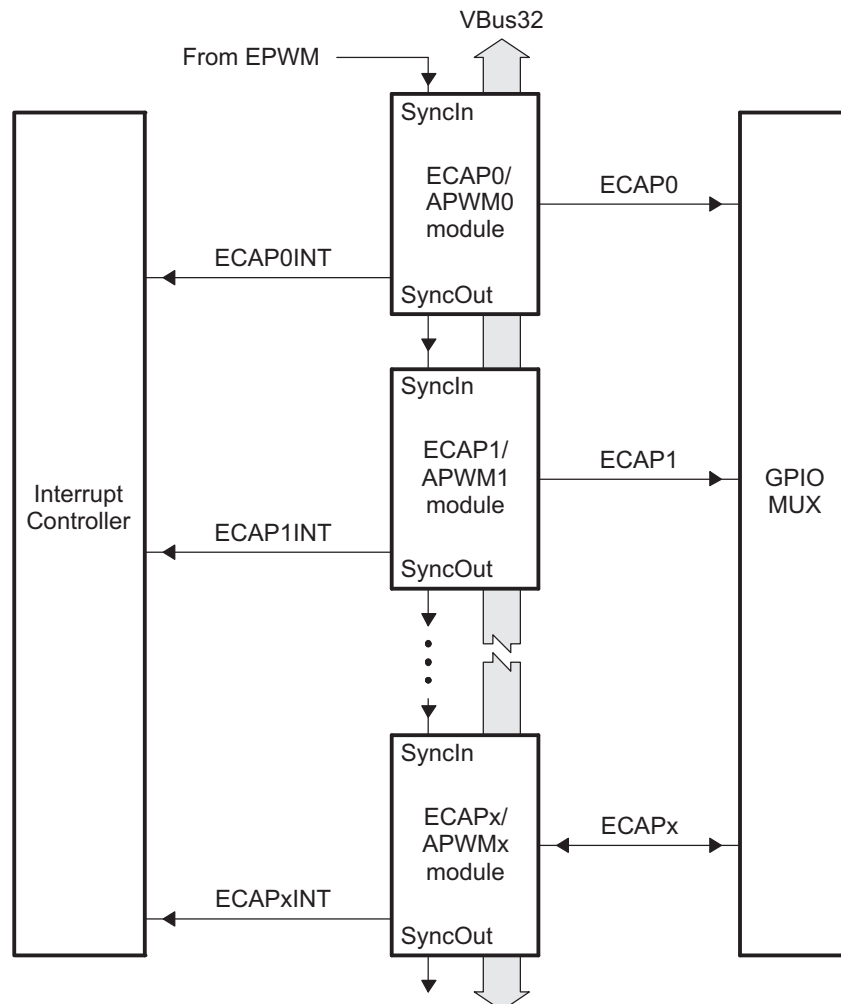 VBus32
From EPWM
SyncIn
ECAP0/
APWM0
module
ECAP0
ECAP0INT
SyncOut
SyncIn
ECAP1/
APWM1
module
ECAP1
Interrupt
Controller
GPIO
MUX
ECAP1INT
SyncOut
SyncIn
ECAPx/
APWMx
module
ECAPx
ECAPxINT
SyncOut